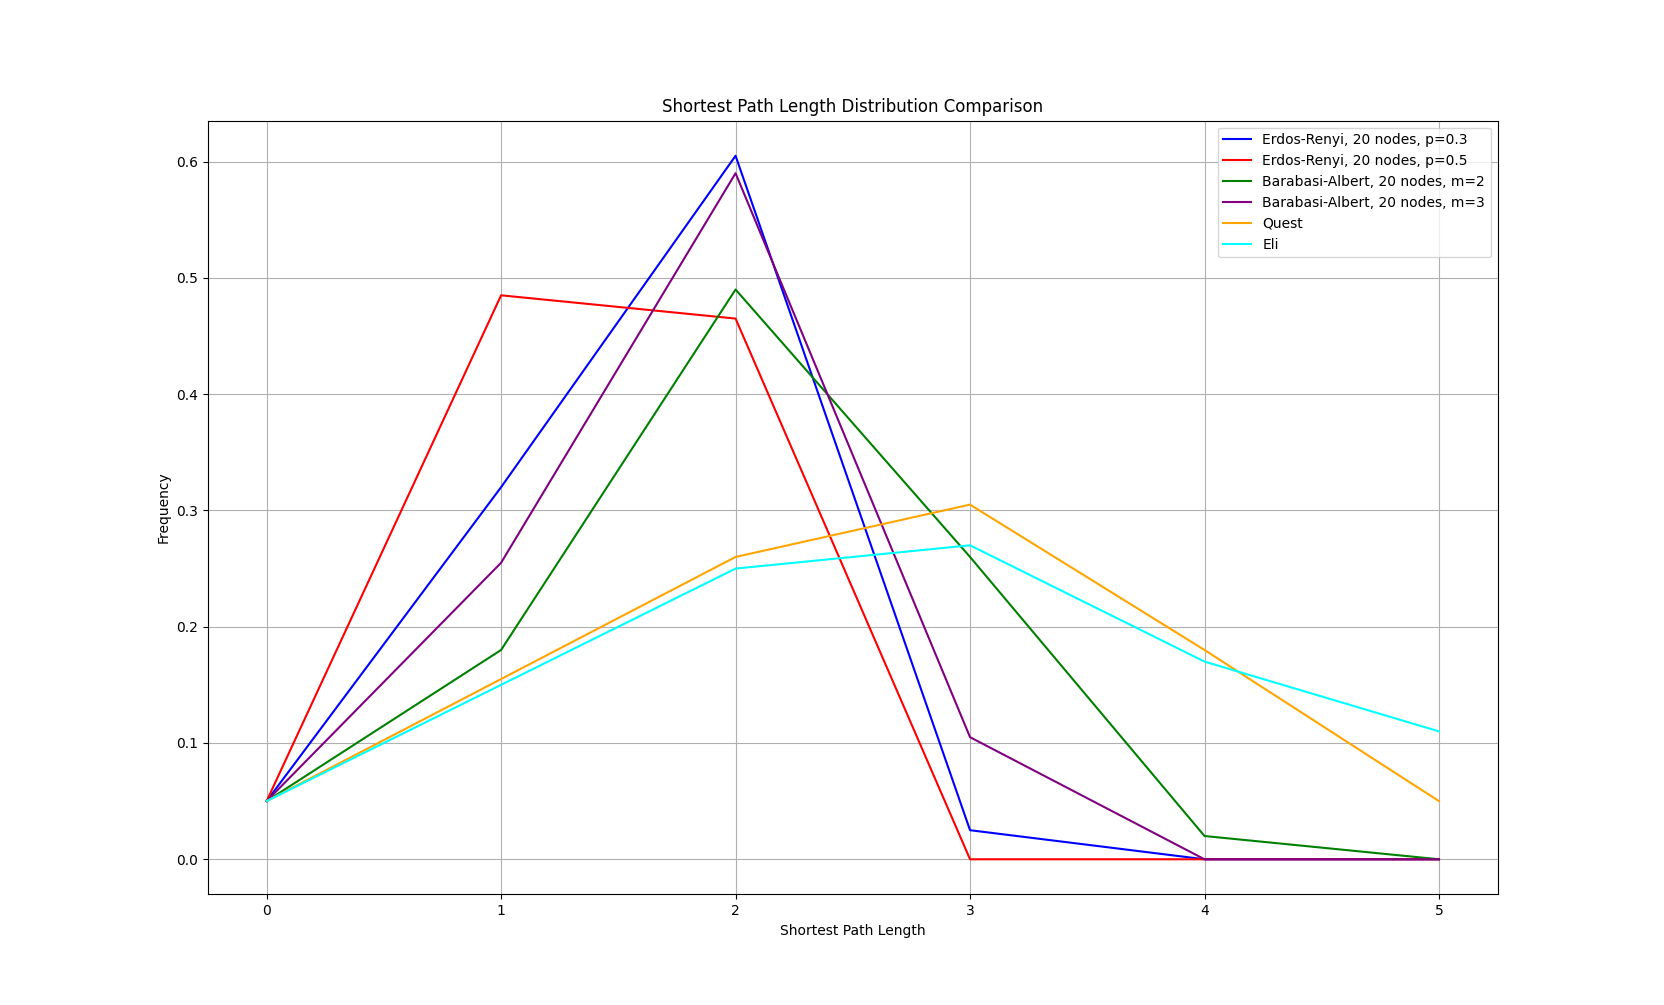 Shortest Path Length Distribution Comparison
Erdos-Renyi, 20 nodes, p=0.3
Erdos-Renyi, 20 nodes, p=0.5
Barabasi-Albert, 20 nodes, m=2
Barabasi-Albert, 20 nodes, m=3
Quest
Eli
Frequency
0.6
0.5
0.4
0.3
0.2
0.1
0.0
0 1 2 3 4 5
Shortest Path Length